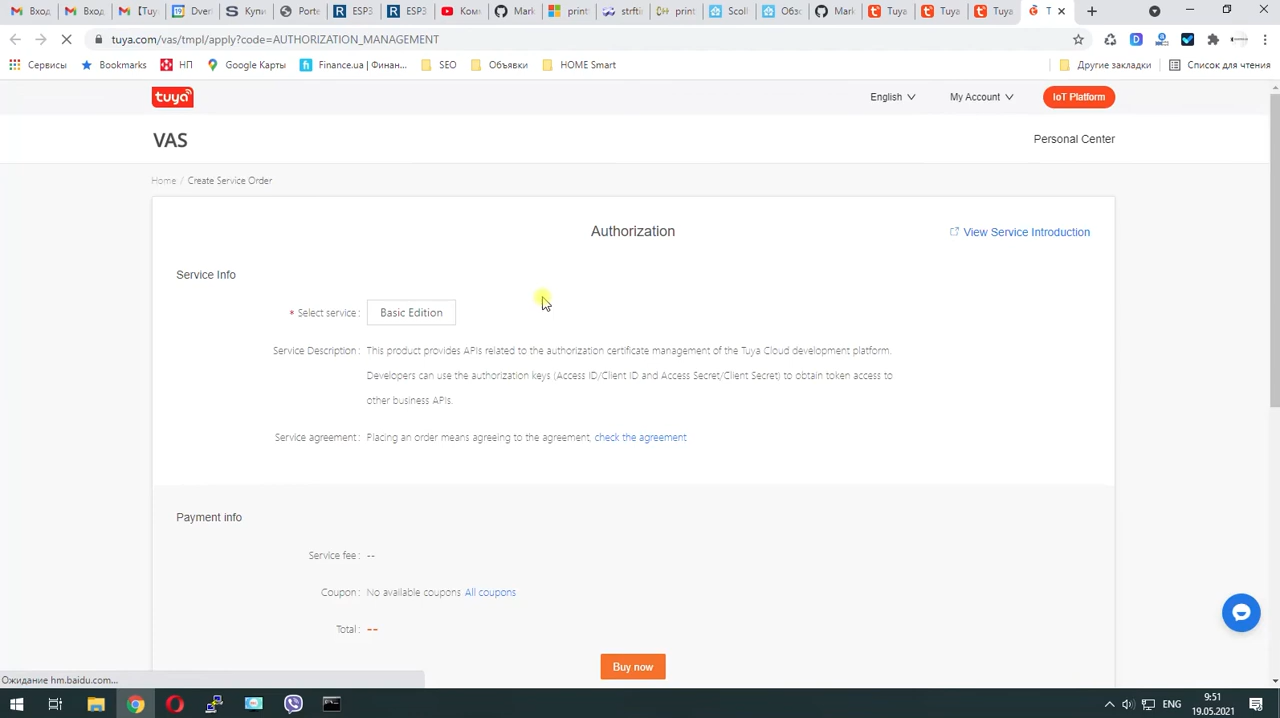 Вход
Вход
[Tuy
Dver
Купи
Porte
ESP3
ESP3
Комп
Mark
print
strfti
print
Scoll
Обзо
Mark
Tuya
Tuya
Tuya
T
tuya.com/vas/tmpl/apply?code=AUTHORIZATION_MANAGEMENT
Сервисы
Bookmarks
НП
Google Карты
Finance.ua | Финан...
SEO
Обьявки
HOME Smart
Другие закладки
Список для чтения
tuya
English
My Account
IoT Platform
VAS
Personal Center
Home / Create Service Order
Authorization
View Service Introduction
Service Info
* Select service :
Basic Edition
Service Description : This product provides APIs related to the authorization certificate management of the Tuya Cloud development platform.
Developers can use the authorization keys (Access ID/Client ID and Access Secret/Client Secret) to obtain token access to
other business APIs.
Service agreement : Placing an order means agreeing to the agreement, check the agreement
Payment info
Service fee : --
Coupon : No available coupons All coupons
Total : --
Buy now
Ожидание hm.baidu.com...
ENG
9:51
19.05.2021